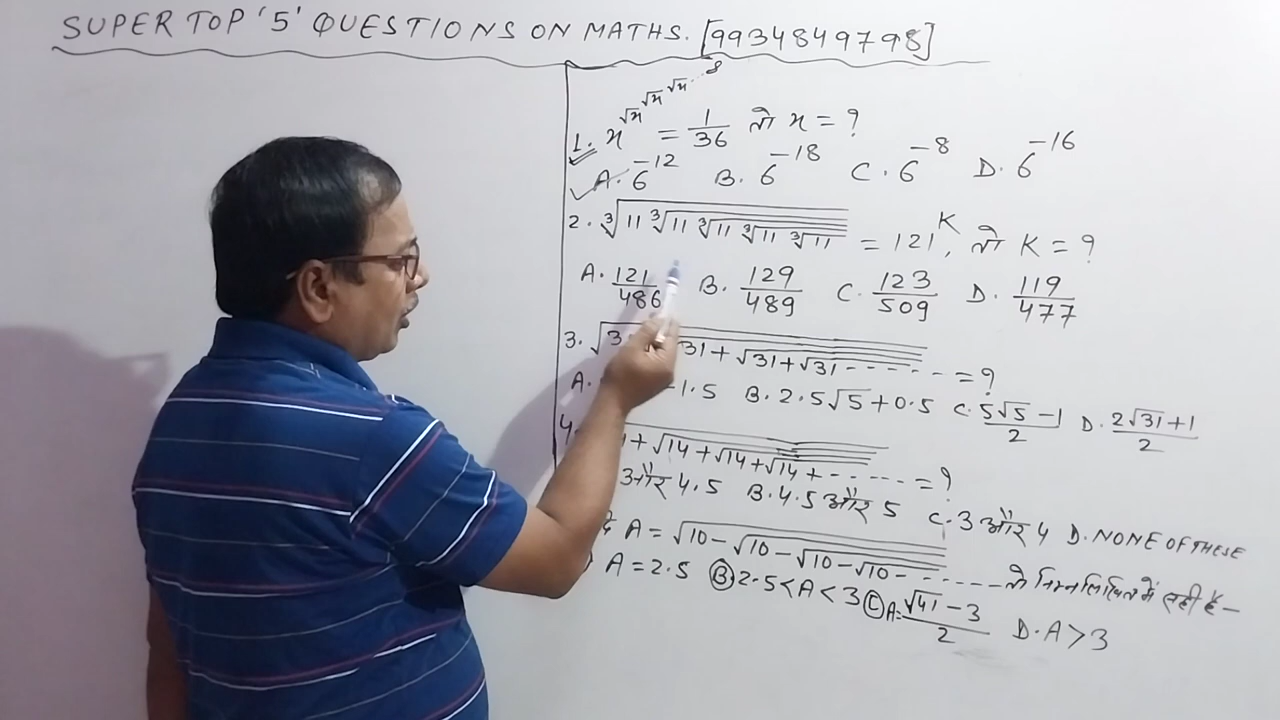 SUPER TOP '5' QUESTIONS ON MATHS. [9934849798]
1. x^√x^√x^√x...∞ = 1/36 तो x = ?
A. 6^-12 B. 6^-18 C. 6^-8 D. 6^-16
2. ∛11 ∛11 ∛11 ∛11 ∛11 = 121^K, तो K = ?
A. 121/486 B. 129/489 C. 123/509 D. 119/477
3. √3 31 + √31 + √31 ------ = ?
A. -1.5 B. 2.5√5 + 0.5 C. (5√5 - 1)/2 D. (2√31 + 1)/2
4. + √14 + √14 + √14 + ------ = ?
और 4.5 B. 4.5 और 5 C. 3 और 4 D. NONE OF THESE
A = √10 - √10 - √10 - √10 ------ तो निम्नलिखित में सही है -
A = 2.5 (B) 2.5 < A < 3 (C) A = (√41 - 3)/2 D. A > 3